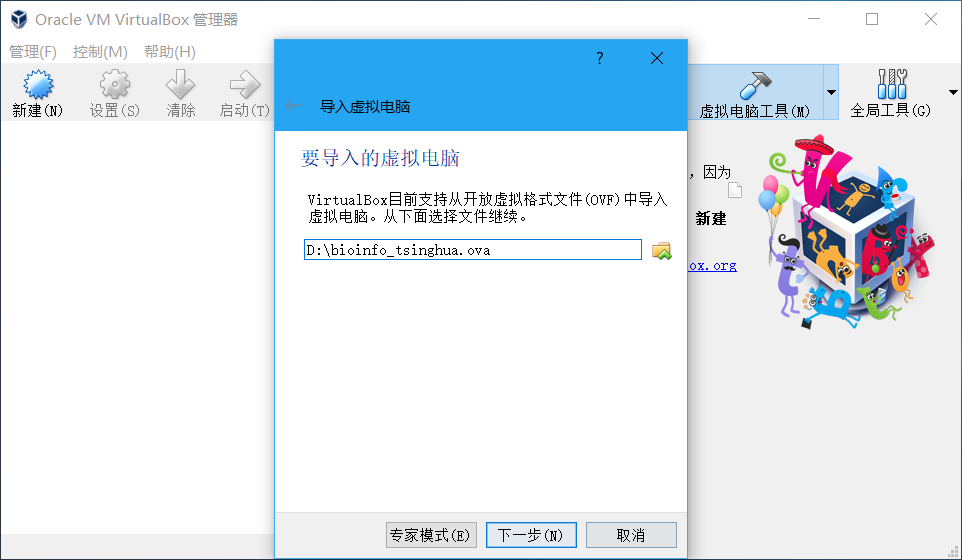 Oracle VM VirtualBox 管理器
管理(F) 控制(M) 帮助(H)
新建(N) 设置(S) 清除 启动(T)
虚拟电脑工具(M) 全局工具(G)
?
导入虚拟电脑
要导入的虚拟电脑
VirtualBox目前支持从开放虚拟格式文件(OVF)中导入
虚拟电脑。从下面选择文件继续。
D:\bioinfo_tsinghua.ova
，因为
新建
ox.org
专家模式(E) 下一步(N) 取消